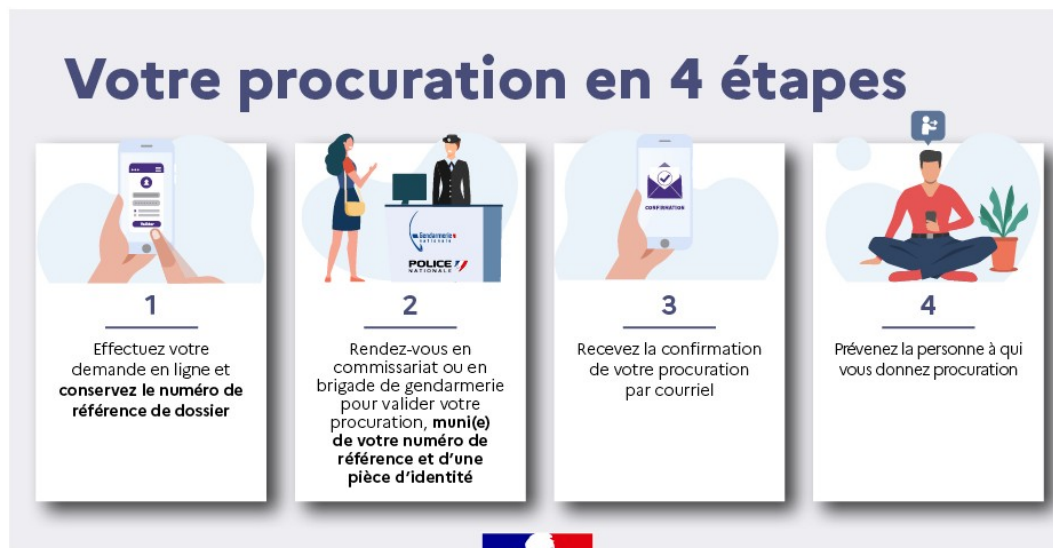 Votre procuration en 4 étapes
Valider
1
Effectuez votre
demande en ligne et
conservez le numéro de
référence de dossier
Gendarmerie
nationale
POLICE
NATIONALE
2
Rendez-vous en
commissariat ou en
brigade de gendarmerie
pour valider votre
procuration, muni(e)
de votre numéro de
référence et d'une
pièce d'identité
CONFIRMATION
3
Recevez la confirmation
de votre procuration
par courriel
4
Prévenez la personne à qui
vous donnez procuration